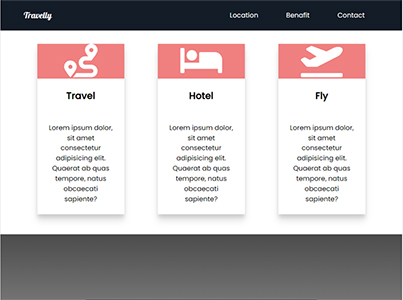 Travelly
Location Benafit Contact
Travel
Lorem ipsum dolor,
sit amet
consectetur
adipisicing elit.
Quaerat ab quas
tempore, natus
obcaecati
sapiente?
Hotel
Lorem ipsum dolor,
sit amet
consectetur
adipisicing elit.
Quaerat ab quas
tempore, natus
obcaecati
sapiente?
Fly
Lorem ipsum dolor,
sit amet
consectetur
adipisicing elit.
Quaerat ab quas
tempore, natus
obcaecati
sapiente?